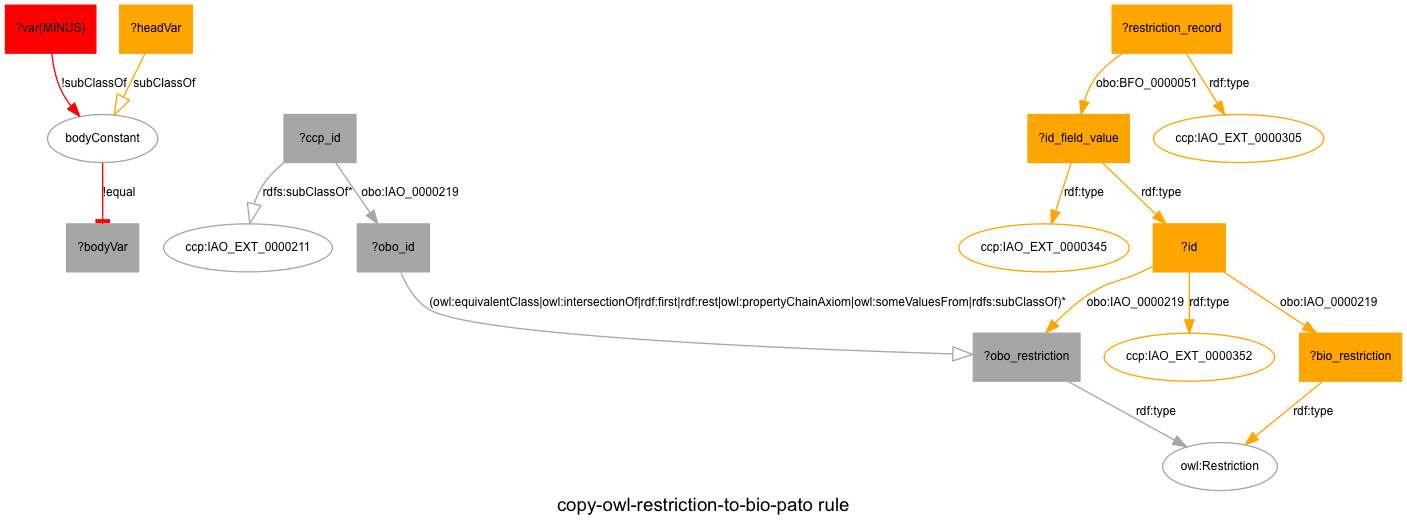 ?var{MINUS}
?headVar
?restriction_record
!subClassOf
subClassOf
obo:BFO_0000051
rdf:type
bodyConstant
?ccp_id
?id_field_value
ccp:IAO_EXT_0000305
!equal
rdfs:subClassOf*
obo:IAO_0000219
rdf:type
rdf:type
?bodyVar
ccp:IAO_EXT_0000211
?obo_id
ccp:IAO_EXT_0000345
?id
(owl:equivalentClass|owl:intersectionOf|rdf:first|rdf:rest|owl:propertyChainAxiom|owl:someValuesFrom|rdfs:subClassOf)*
obo:IAO_0000219
rdf:type
obo:IAO_0000219
?obo_restriction
ccp:IAO_EXT_0000352
?bio_restriction
rdf:type
rdf:type
owl:Restriction
copy-owl-restriction-to-bio-pato rule